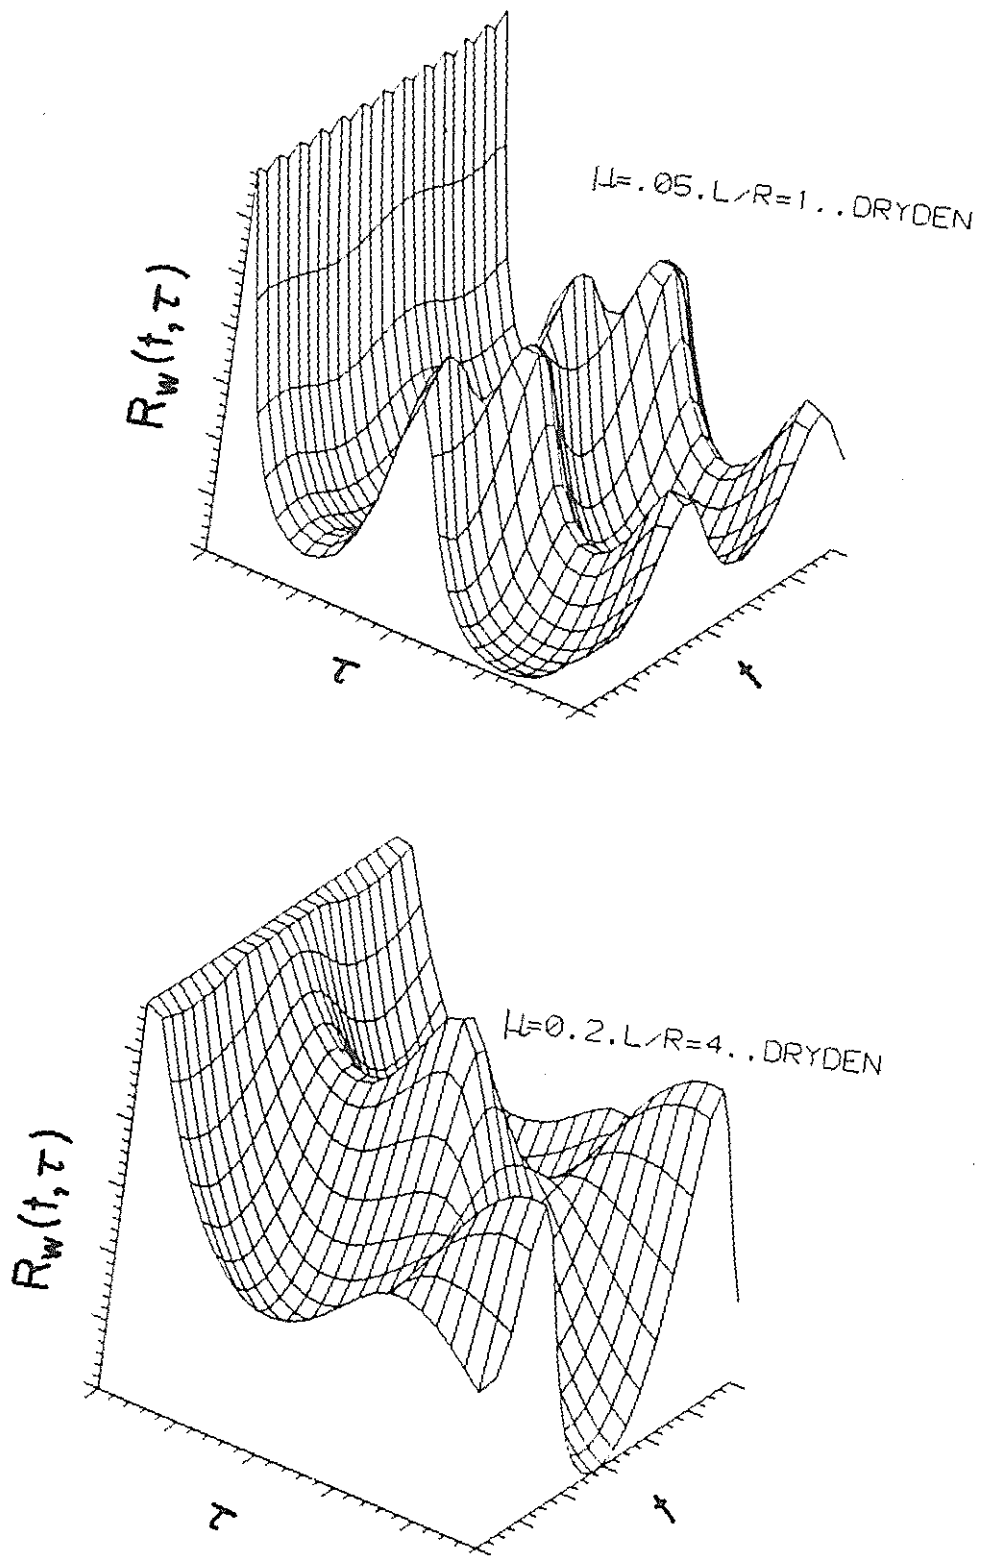 μ=.05.L/R=1..DRYDEN
R_w(t,τ)
τ
t
μ=0.2.L/R=4..DRYDEN
R_w(t,τ)
τ
t